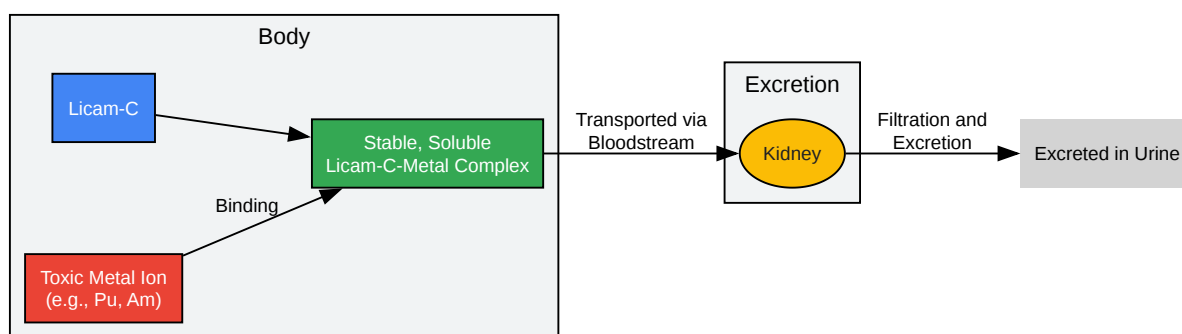 Body
Licam-C
Stable, Soluble
Licam-C-Metal Complex
Binding
Toxic Metal Ion
(e.g., Pu, Am)
Transported via
Bloodstream
Excretion
Kidney
Filtration and
Excretion
Excreted in Urine